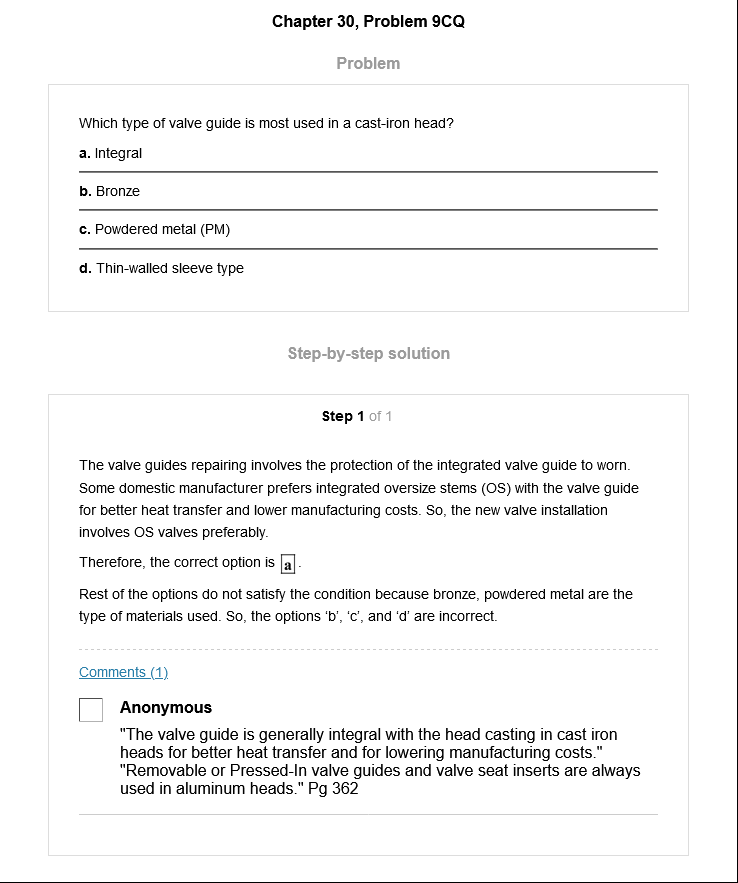 Chapter 30, Problem 9CQ
Problem
Which type of valve guide is most used in a cast-iron head?
a. Integral
b. Bronze
c. Powdered metal (PM)
d. Thin-walled sleeve type
Step-by-step solution
Step 1 of 1
The valve guides repairing involves the protection of the integrated valve guide to worn.
Some domestic manufacturer prefers integrated oversize stems (OS) with the valve guide
for better heat transfer and lower manufacturing costs. So, the new valve installation
involves OS valves preferably.
Therefore, the correct option is a .
Rest of the options do not satisfy the condition because bronze, powdered metal are the
type of materials used. So, the options ‘b’, ‘c’, and ‘d’ are incorrect.
Comments (1)
Anonymous
"The valve guide is generally integral with the head casting in cast iron
heads for better heat transfer and for lowering manufacturing costs."
"Removable or Pressed-In valve guides and valve seat inserts are always
used in aluminum heads." Pg 362